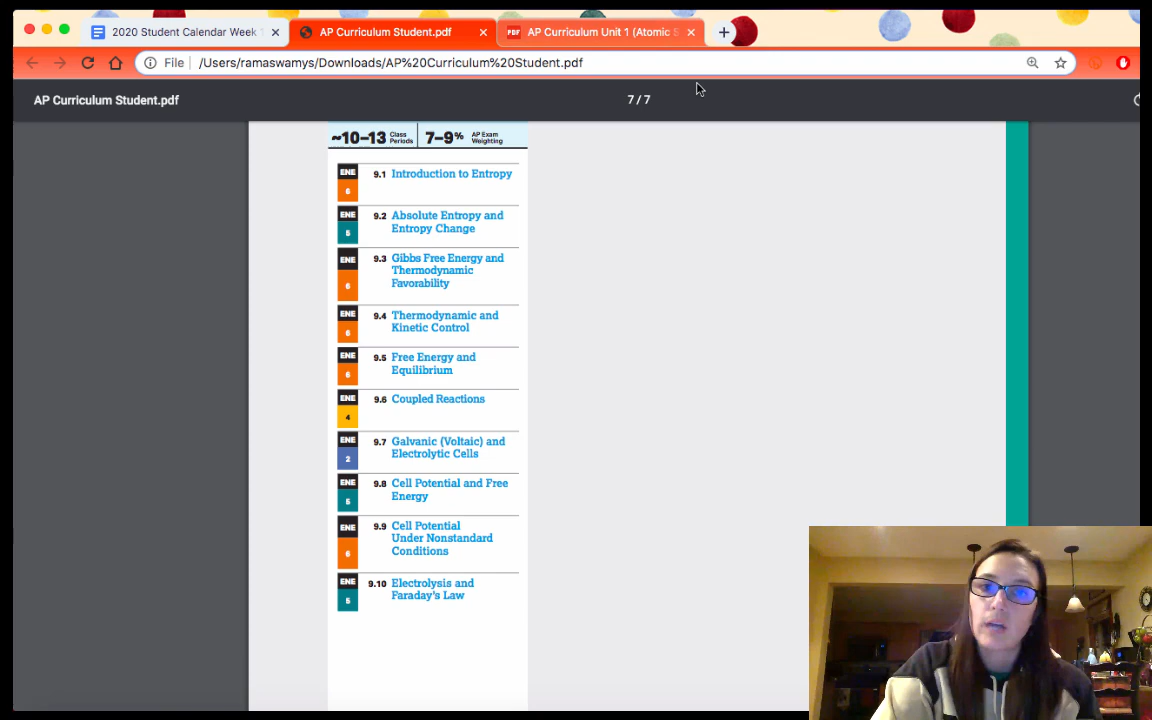 2020 Student Calendar Week
AP Curriculum Student.pdf
PDF AP Curriculum Unit 1 (Atomic S
File /Users/ramaswamys/Downloads/AP%20Curriculum%20Student.pdf
AP Curriculum Student.pdf
7 / 7
~10–13 Class Periods
7–9% AP Exam Weighting
ENE 6 9.1 Introduction to Entropy
ENE 5 9.2 Absolute Entropy and
Entropy Change
ENE 6 9.3 Gibbs Free Energy and
Thermodynamic
Favorability
ENE 6 9.4 Thermodynamic and
Kinetic Control
ENE 6 9.5 Free Energy and
Equilibrium
ENE 4 9.6 Coupled Reactions
ENE 2 9.7 Galvanic (Voltaic) and
Electrolytic Cells
ENE 5 9.8 Cell Potential and Free
Energy
ENE 6 9.9 Cell Potential
Under Nonstandard
Conditions
ENE 5 9.10 Electrolysis and
Faraday's Law